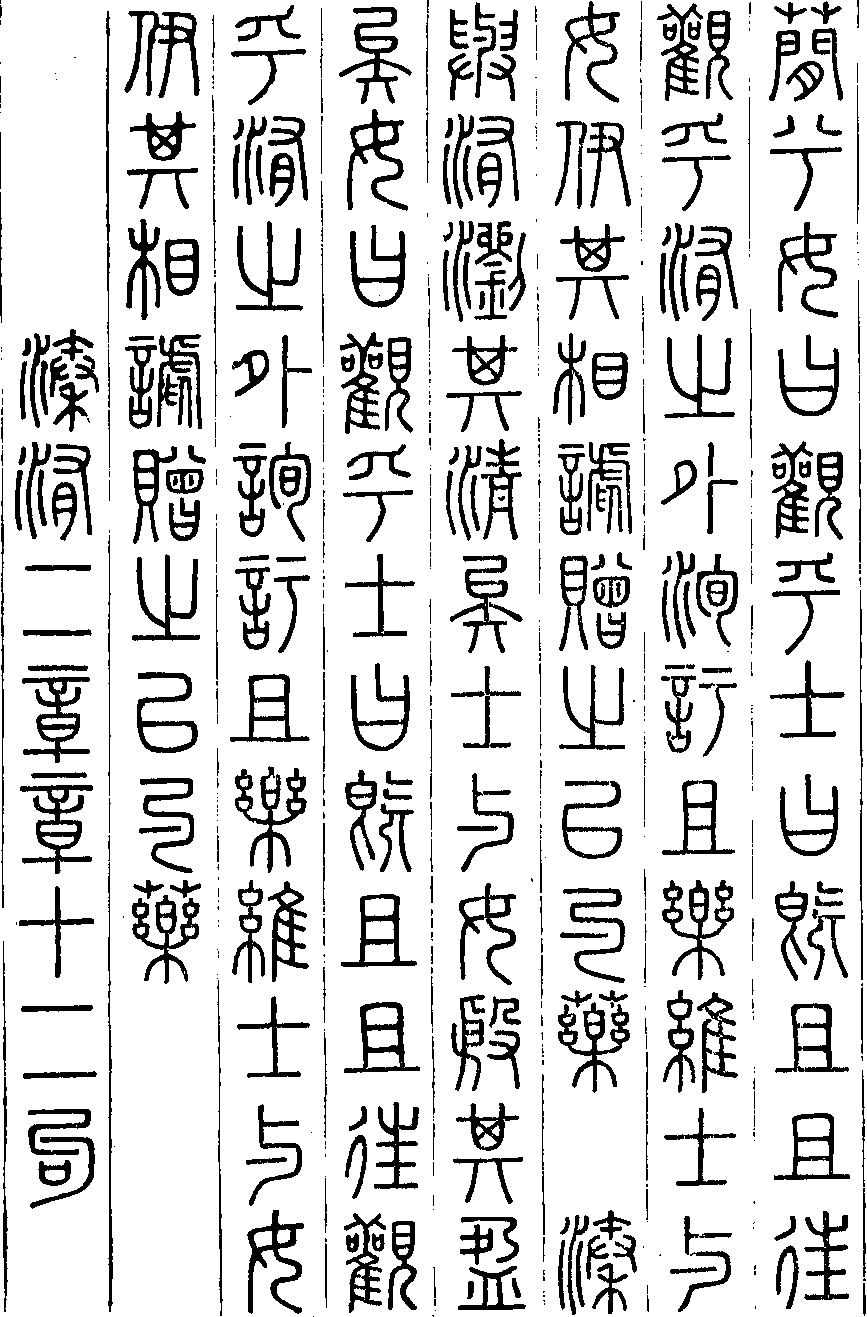 蕑兮女曰觀乎士曰既且且往
觀乎洧之外洵訏且樂維士与
女伊其相謔贈之以勺藥　溱
與洧瀏其清矣士与女殷其盈
矣女曰觀乎士曰既且且往觀
乎洧之外詢訏且樂維士与女
伊其相謔贈之以勺藥
溱洧二章章十二句